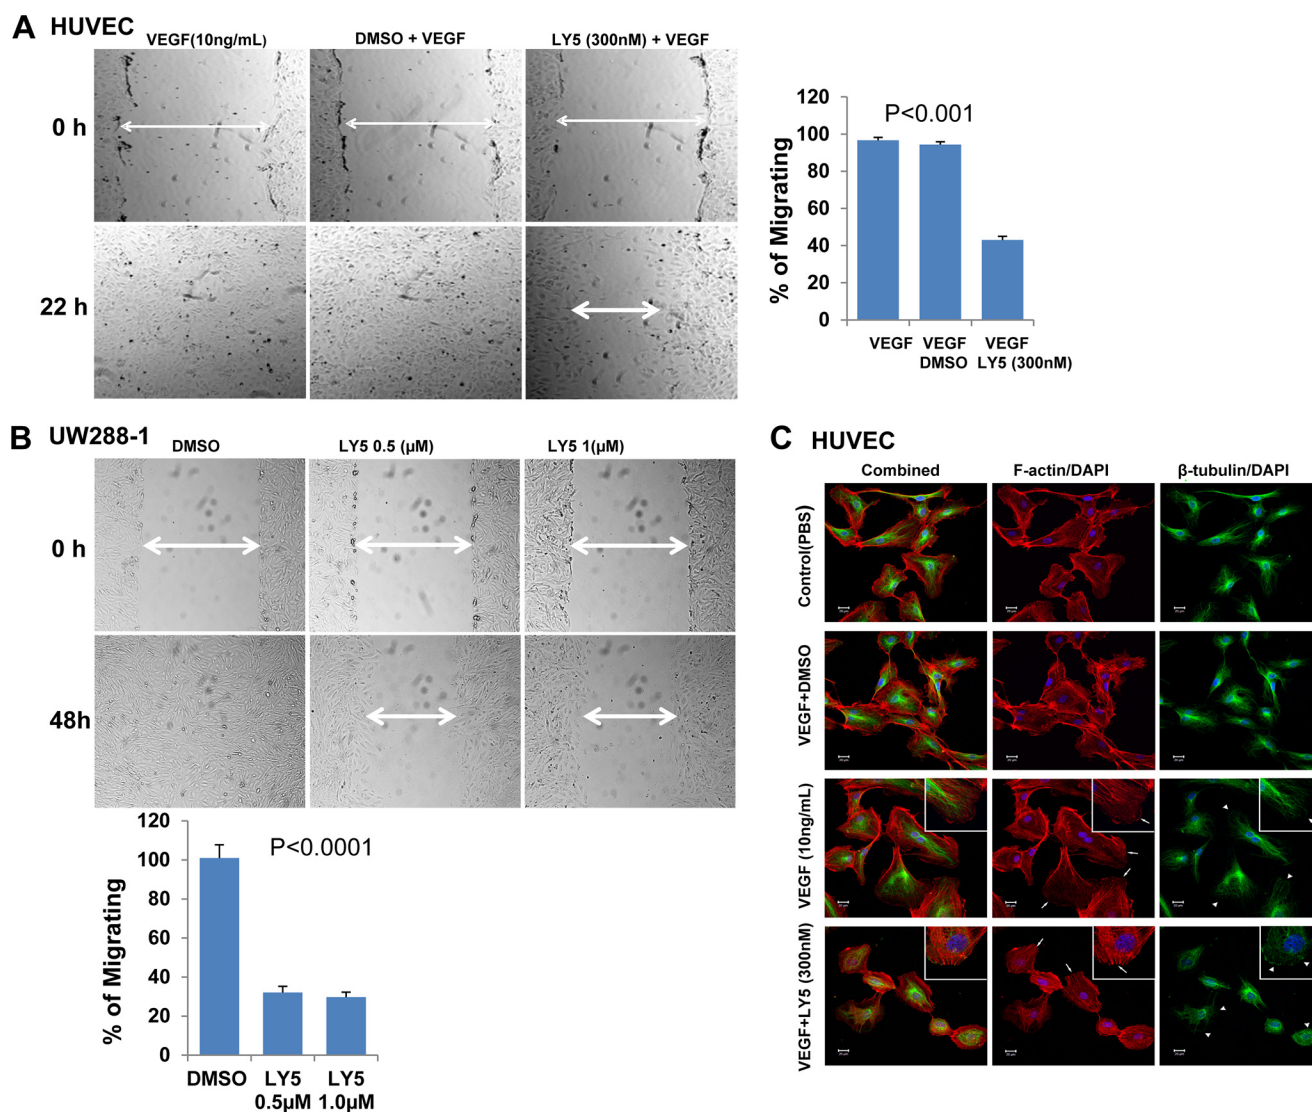 A HUVEC
VEGF(10ng/mL)
DMSO + VEGF
LY5 (300nM) + VEGF
0 h
22 h
120
100
80
60
40
20
0
% of Migrating
P<0.001
VEGF
VEGF
DMSO
VEGF
LY5 (300nM)
B UW288-1
DMSO
LY5 0.5 (μM)
LY5 1(μM)
0 h
48h
120
100
80
60
40
20
0
% of Migrating
P<0.0001
DMSO
LY5
0.5μM
LY5
1.0μM
C HUVEC
Combined
F-actin/DAPI
β-tubulin/DAPI
Control(PBS)
VEGF+DMSO
VEGF (10ng/mL)
VEGF+LY5 (300nM)